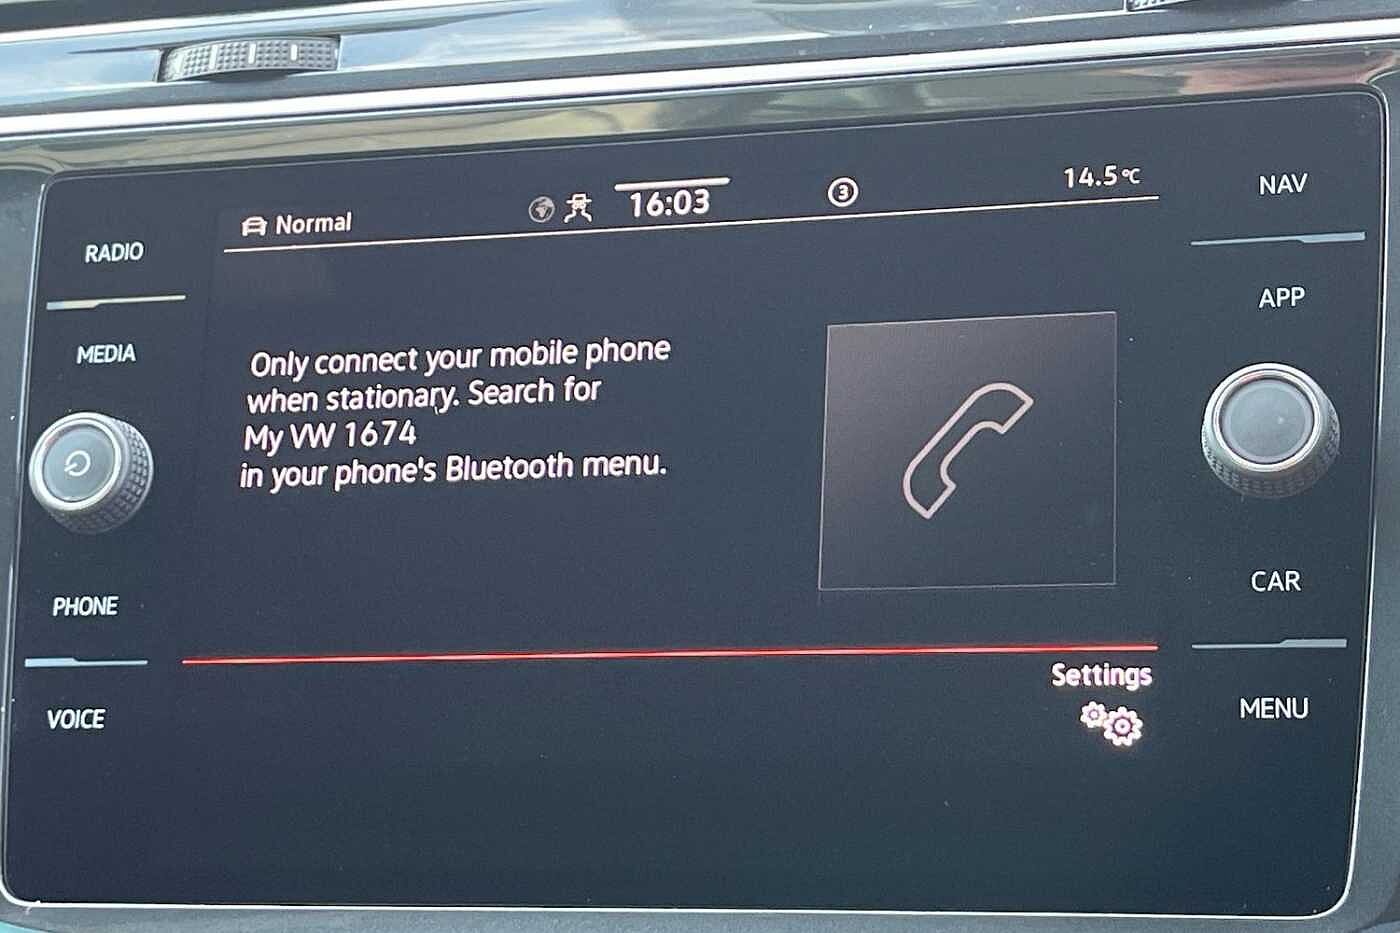 Normal
16:03
3
14.5°C
NAV
RADIO
APP
MEDIA
Only connect your mobile phone
when stationary. Search for
My VW 1674
in your phone's Bluetooth menu.
PHONE
CAR
Settings
VOICE
MENU